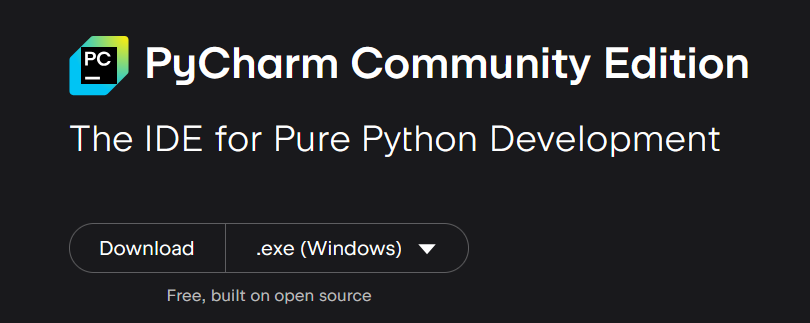 PC
PyCharm Community Edition
The IDE for Pure Python Development
Download
.exe (Windows)
Free, built on open source